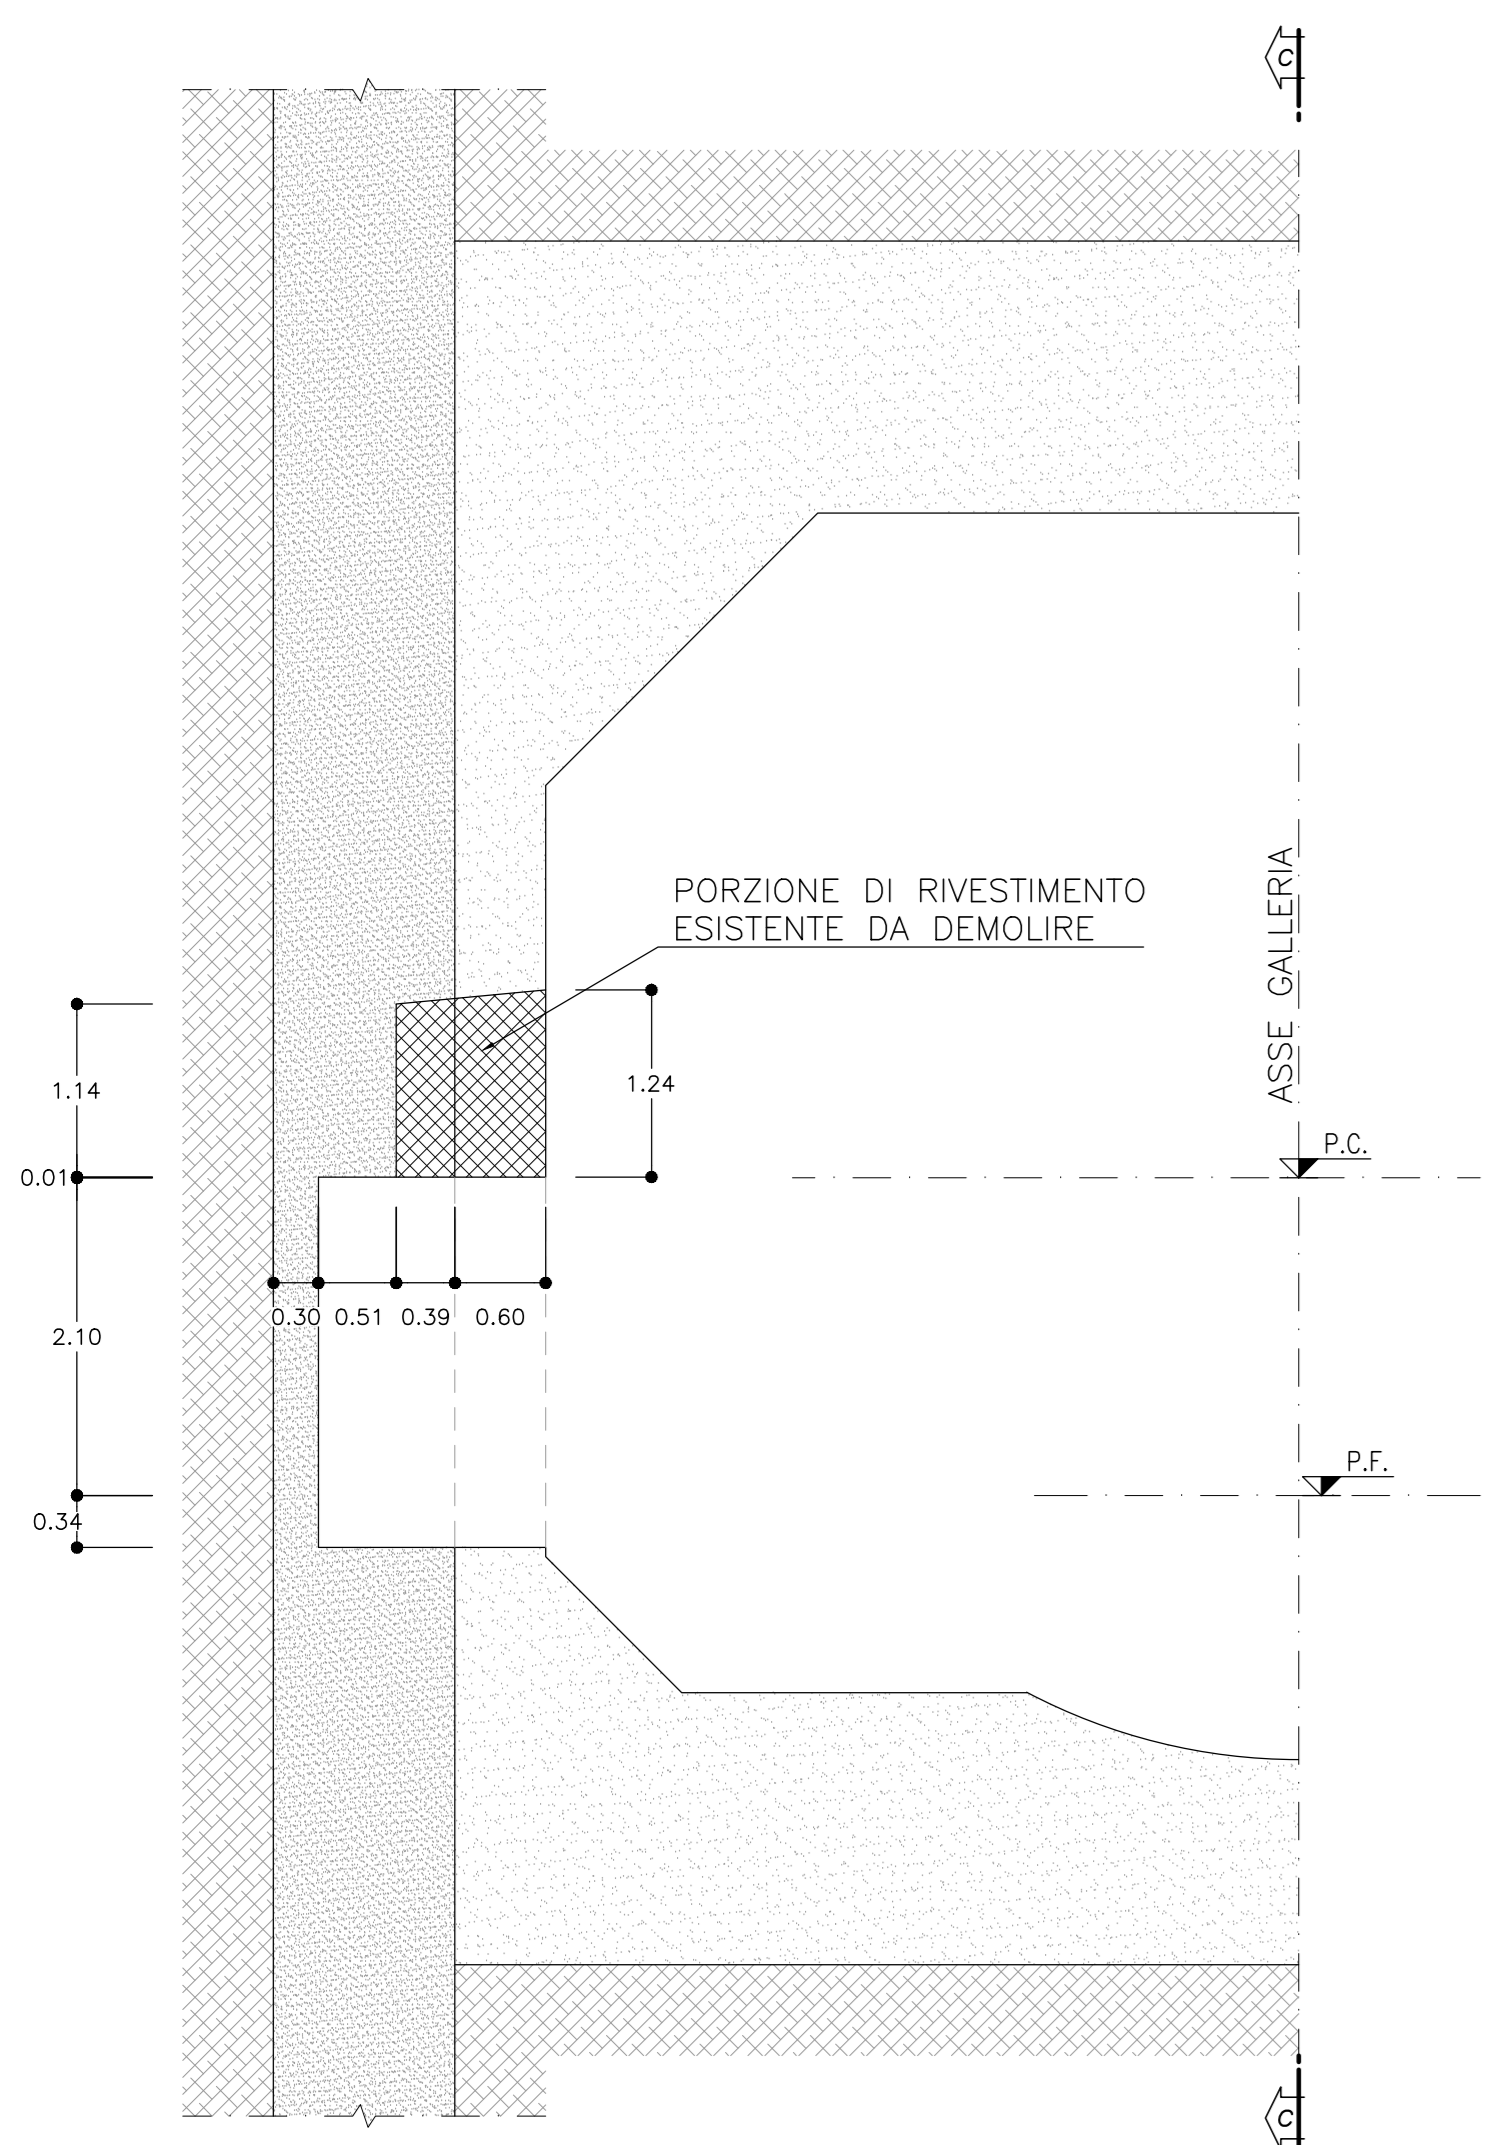 C
PORZIONE DI RIVESTIMENTO
ESISTENTE DA DEMOLIRE
ASSE GALLERIA
1.14
1.24
P.C.
0.01
0.30 0.51 0.39 0.60
2.10
P.F.
0.34
C